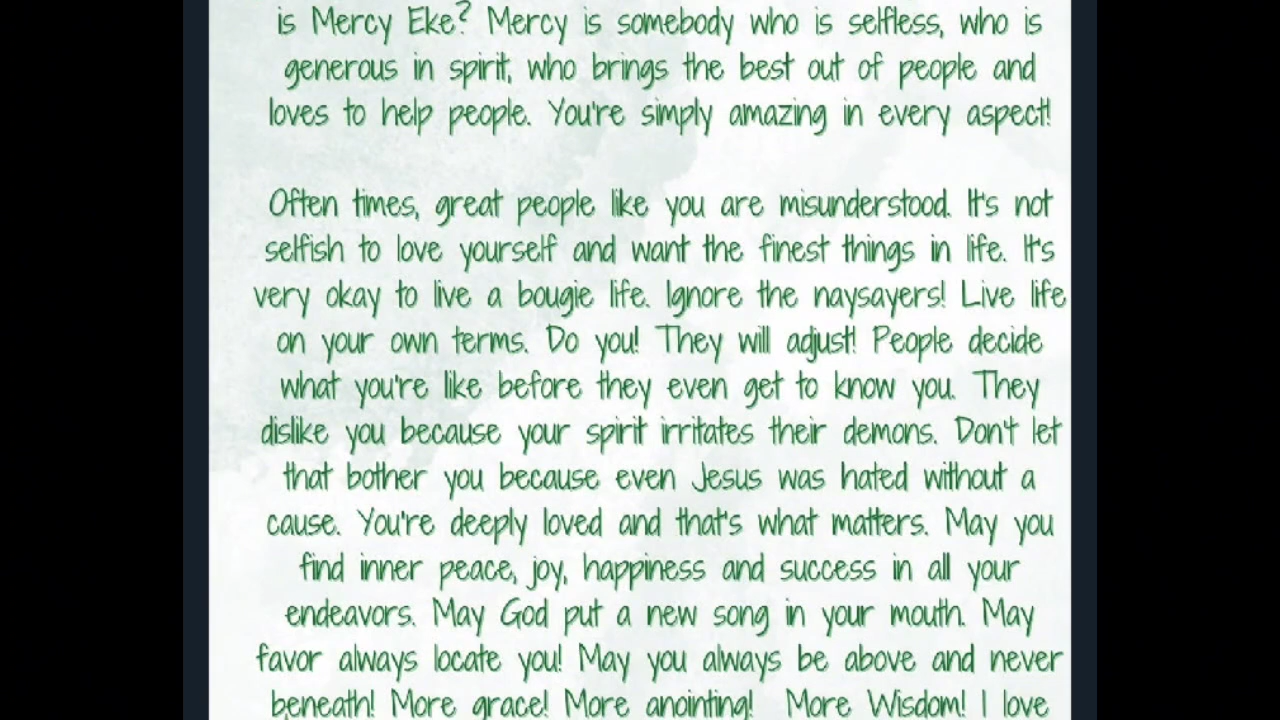 is Mercy Eke? Mercy is somebody who is selfless, who is
generous in spirit, who brings the best out of people and
loves to help people. You're simply amazing in every aspect!
Often times, great people like you are misunderstood. It's not
selfish to love yourself and want the finest things in life. It's
very okay to live a bougie life. Ignore the naysayers! Live life
on your own terms. Do you! They will adjust! People decide
what you're like before they even get to know you. They
dislike you because your spirit irritates their demons. Don't let
that bother you because even Jesus was hated without a
cause. You're deeply loved and that's what matters. May you
find inner peace, joy, happiness and success in all your
endeavors. May God put a new song in your mouth. May
favor always locate you! May you always be above and never
beneath! More grace! More anointing! More Wisdom! I love